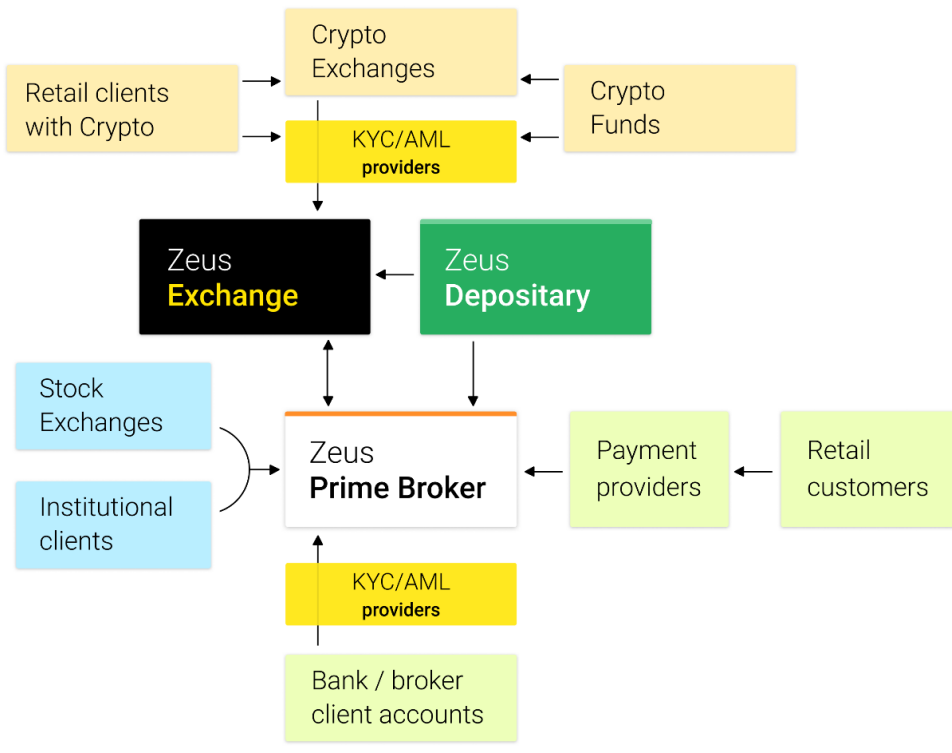 Crypto
Exchanges
Retail clients
with Crypto
Crypto
Funds
KYC/AML
providers
Zeus
Exchange
Zeus
Depositary
Stock
Exchanges
Institutional
clients
Zeus
Prime Broker
Payment
providers
Retail
customers
KYC/AML
providers
Bank / broker
client accounts